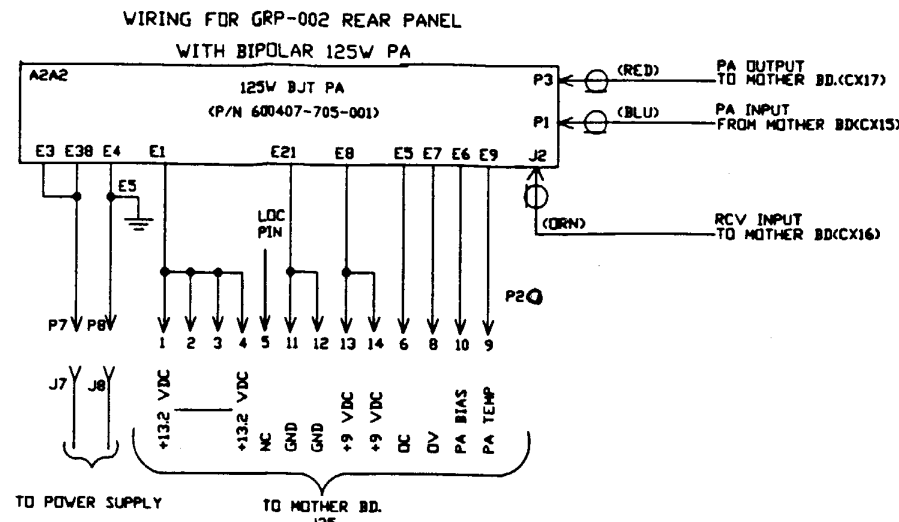 WIRING FOR GRP-002 REAR PANEL
WITH BIPOLAR 125W PA
A2A2
125W BJT PA
(P/N 600407-705-001)
P3
(RED)
PA OUTPUT
TO MOTHER BD.(CX17)
P1
(BLU)
PA INPUT
FROM MOTHER BD(CX15)
E3 E38 E4 E1 E21 E8 E5 E7 E6 E9 J2
E5
LOC
PIN
(ORN)
RCV INPUT
TO MOTHER BD(CX16)
P2
P7 P8
1 2 3 4 5 11 12 13 14 6 8 10 9
J7 J8
+13.2 VDC
+13.2 VDC
NC
GND
GND
+9 VDC
+9 VDC
OC
OV
PA BIAS
PA TEMP
TO POWER SUPPLY
TO MOTHER BD.